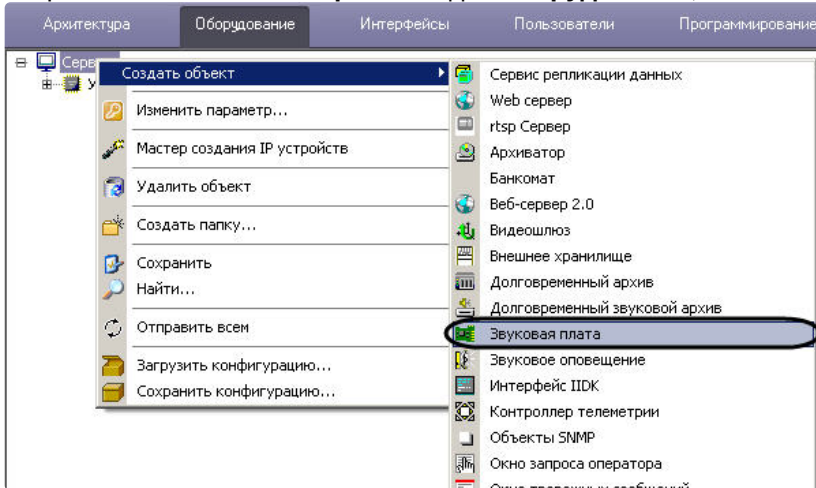 Архитектура Оборудование Интерфейсы Пользователи Программирование
Создать объект
Изменить параметр...
Мастер создания IP устройств
Удалить объект
Создать папку...
Сохранить
Найти...
Отправить всем
Загрузить конфигурацию...
Сохранить конфигурацию...
Сервис репликации данных
Web сервер
rtsp Сервер
Архиватор
Банкомат
Веб-сервер 2.0
Видеошлюз
Внешнее хранилище
Долговременный архив
Долговременный звуковой архив
Звуковая плата
Звуковое оповещение
Интерфейс IIDK
Контроллер телеметрии
Объекты SNMP
Окно запроса оператора